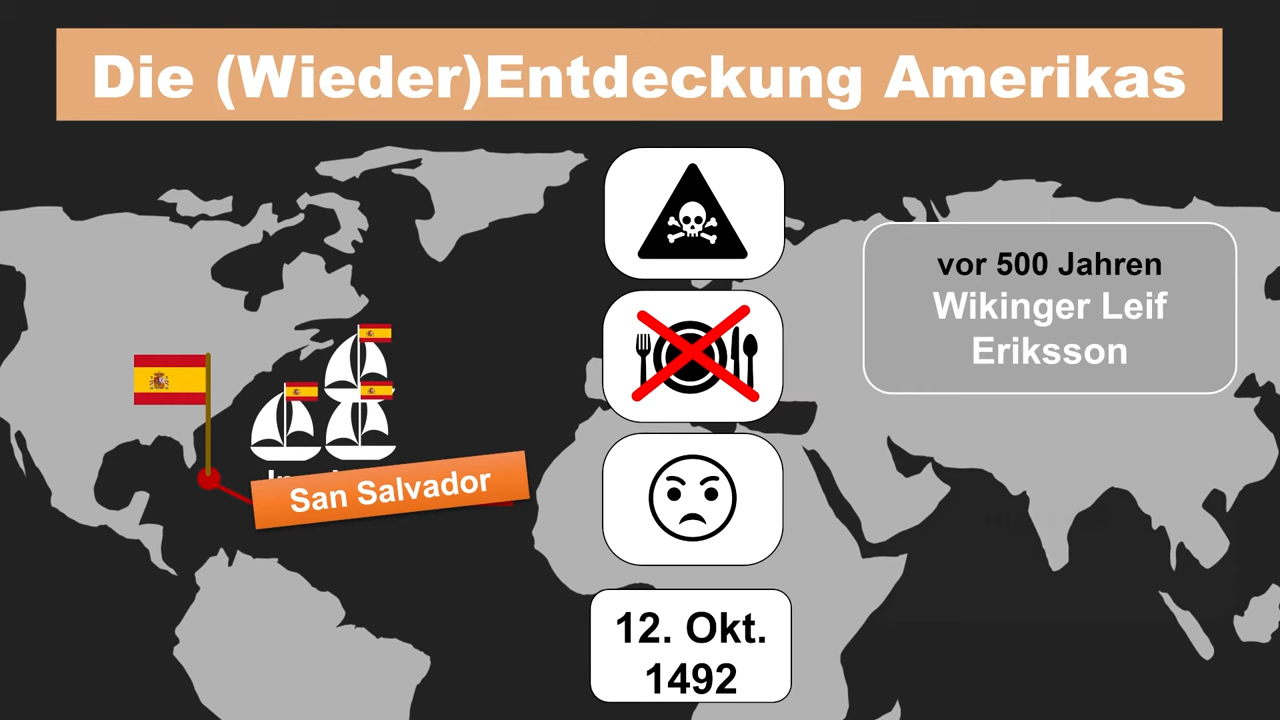 Die (Wieder)Entdeckung Amerikas
vor 500 Jahren
Wikinger Leif
Eriksson
San Salvador
12. Okt.
1492